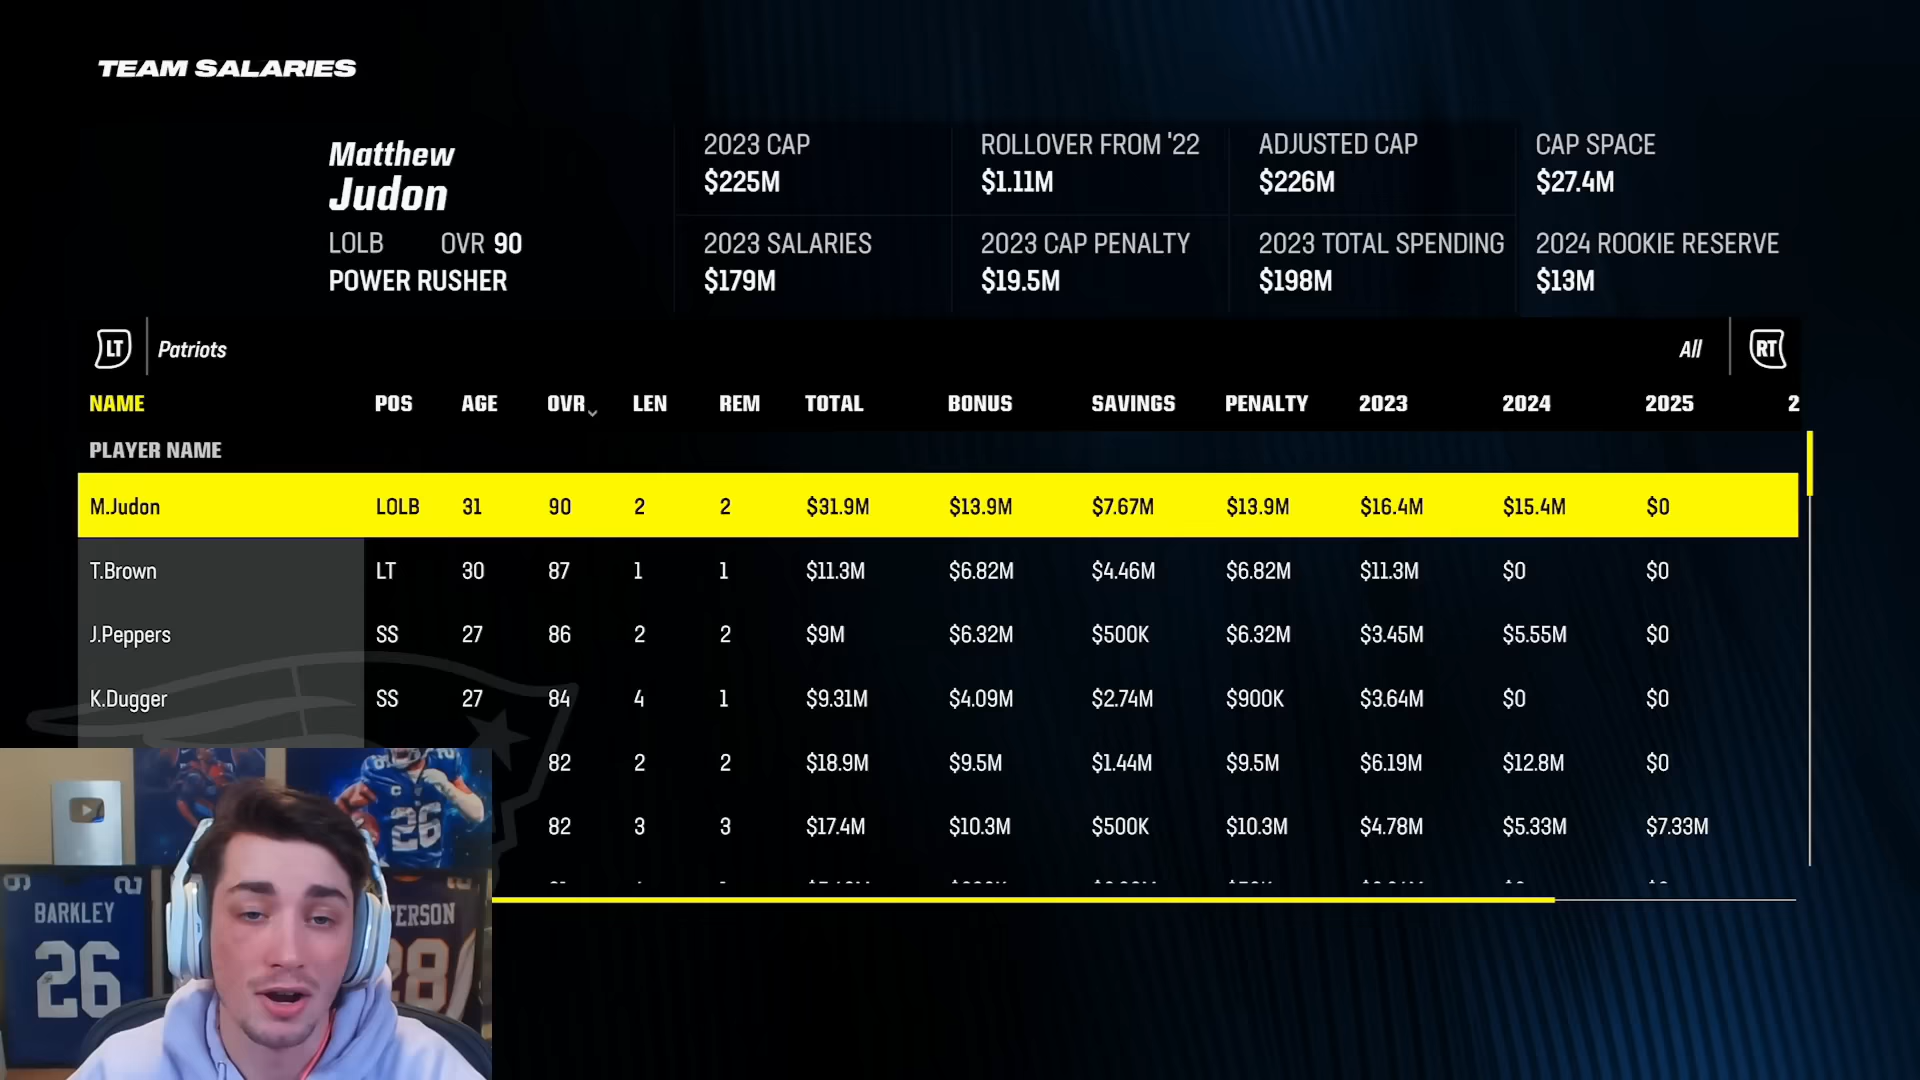 TEAM SALARIES
Matthew
Judon
LOLB OVR 90
POWER RUSHER
2023 CAP
$225M
ROLLOVER FROM '22
$1.11M
ADJUSTED CAP
$226M
CAP SPACE
$27.4M
2023 SALARIES
$179M
2023 CAP PENALTY
$19.5M
2023 TOTAL SPENDING
$198M
2024 ROOKIE RESERVE
$13M
LT Patriots All RT
NAME POS AGE OVR LEN REM TOTAL BONUS SAVINGS PENALTY 2023 2024 2025 2
PLAYER NAME
M.Judon LOLB 31 90 2 2 $31.9M $13.9M $7.67M $13.9M $16.4M $15.4M $0
T.Brown LT 30 87 1 1 $11.3M $6.82M $4.46M $6.82M $11.3M $0 $0
J.Peppers SS 27 86 2 2 $9M $6.32M $500K $6.32M $3.45M $5.55M $0
K.Dugger SS 27 84 4 1 $9.31M $4.09M $2.74M $900K $3.64M $0 $0
82 2 2 $18.9M $9.5M $1.44M $9.5M $6.19M $12.8M $0
82 3 3 $17.4M $10.3M $500K $10.3M $4.78M $5.33M $7.33M
26
BARKLEY
26
TERSON
28